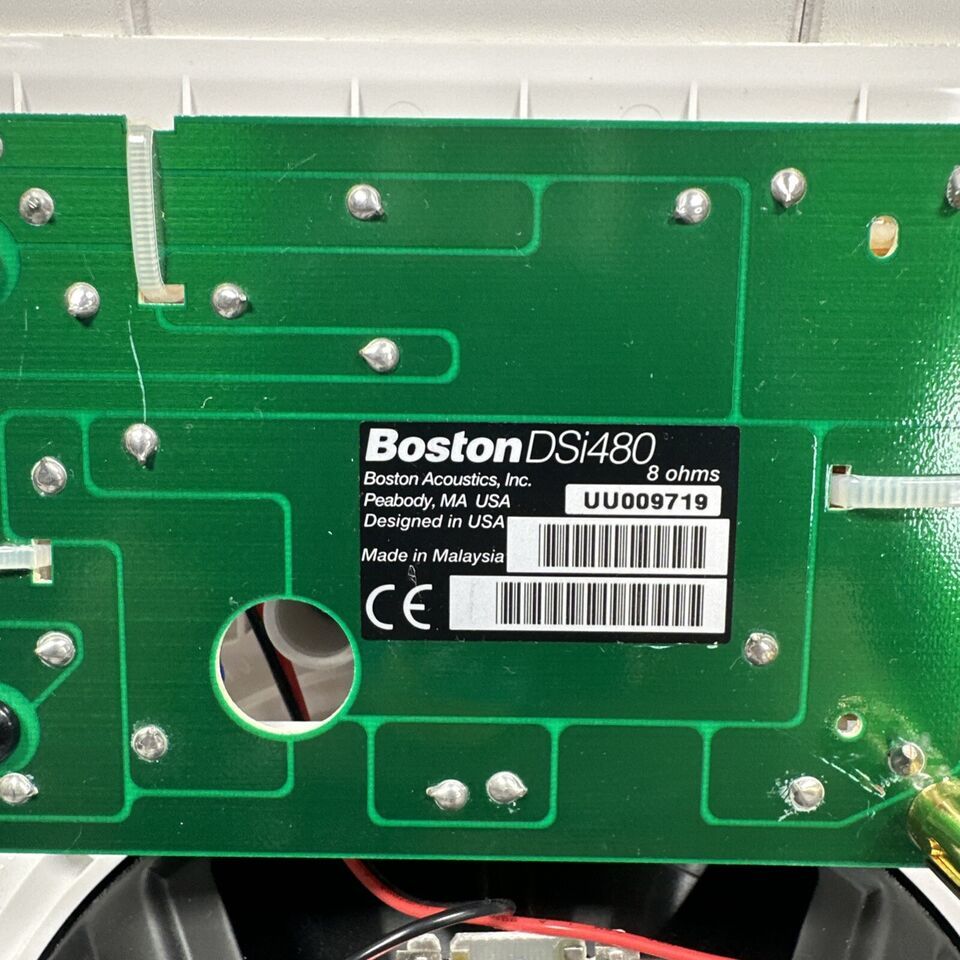 Boston DSi480
8 ohms
Boston Acoustics, Inc.
Peabody, MA USA
UU009719
Designed in USA
Made in Malaysia
CE